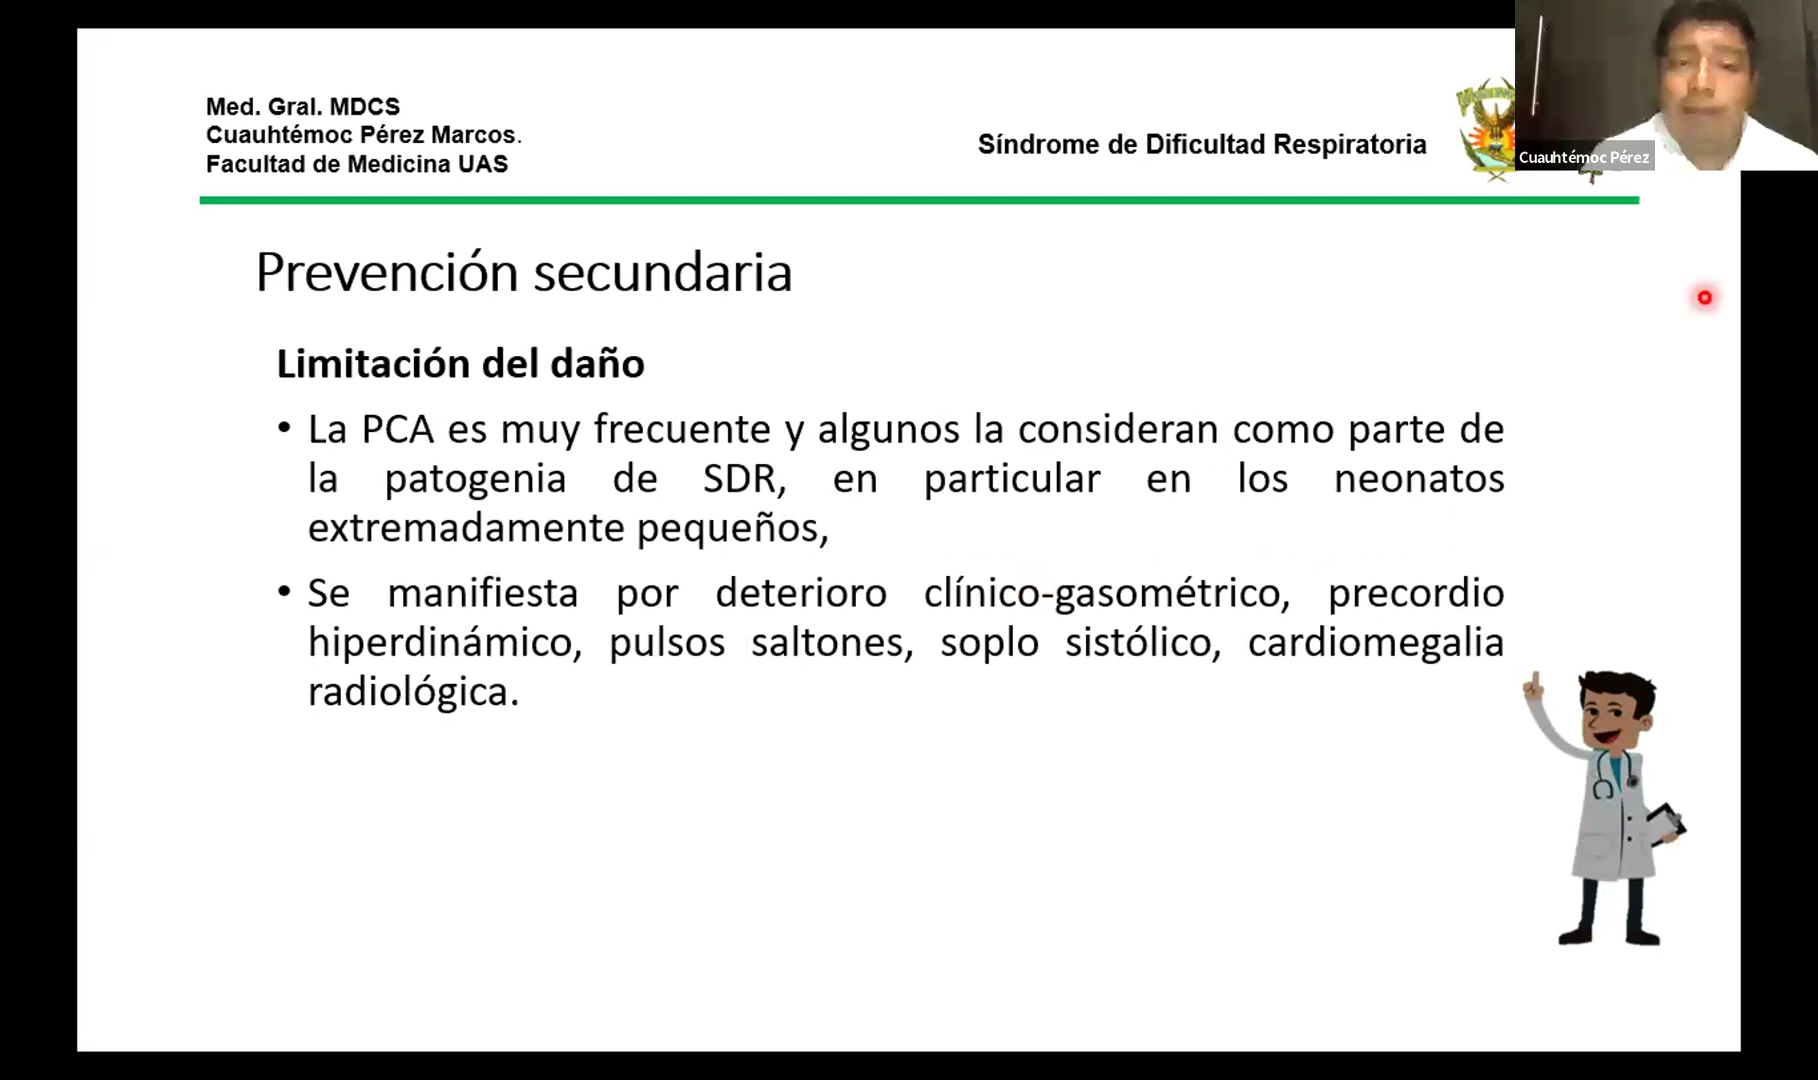 Med. Gral. MDCS
Cuauhtémoc Pérez Marcos.
Facultad de Medicina UAS
Síndrome de Dificultad Respiratoria
Cuauhtémoc Pérez
Prevención secundaria
Limitación del daño
• La PCA es muy frecuente y algunos la consideran como parte de
la patogenia de SDR, en particular en los neonatos
extremadamente pequeños,
• Se manifiesta por deterioro clínico-gasométrico, precordio
hiperdinámico, pulsos saltones, soplo sistólico, cardiomegalia
radiológica.